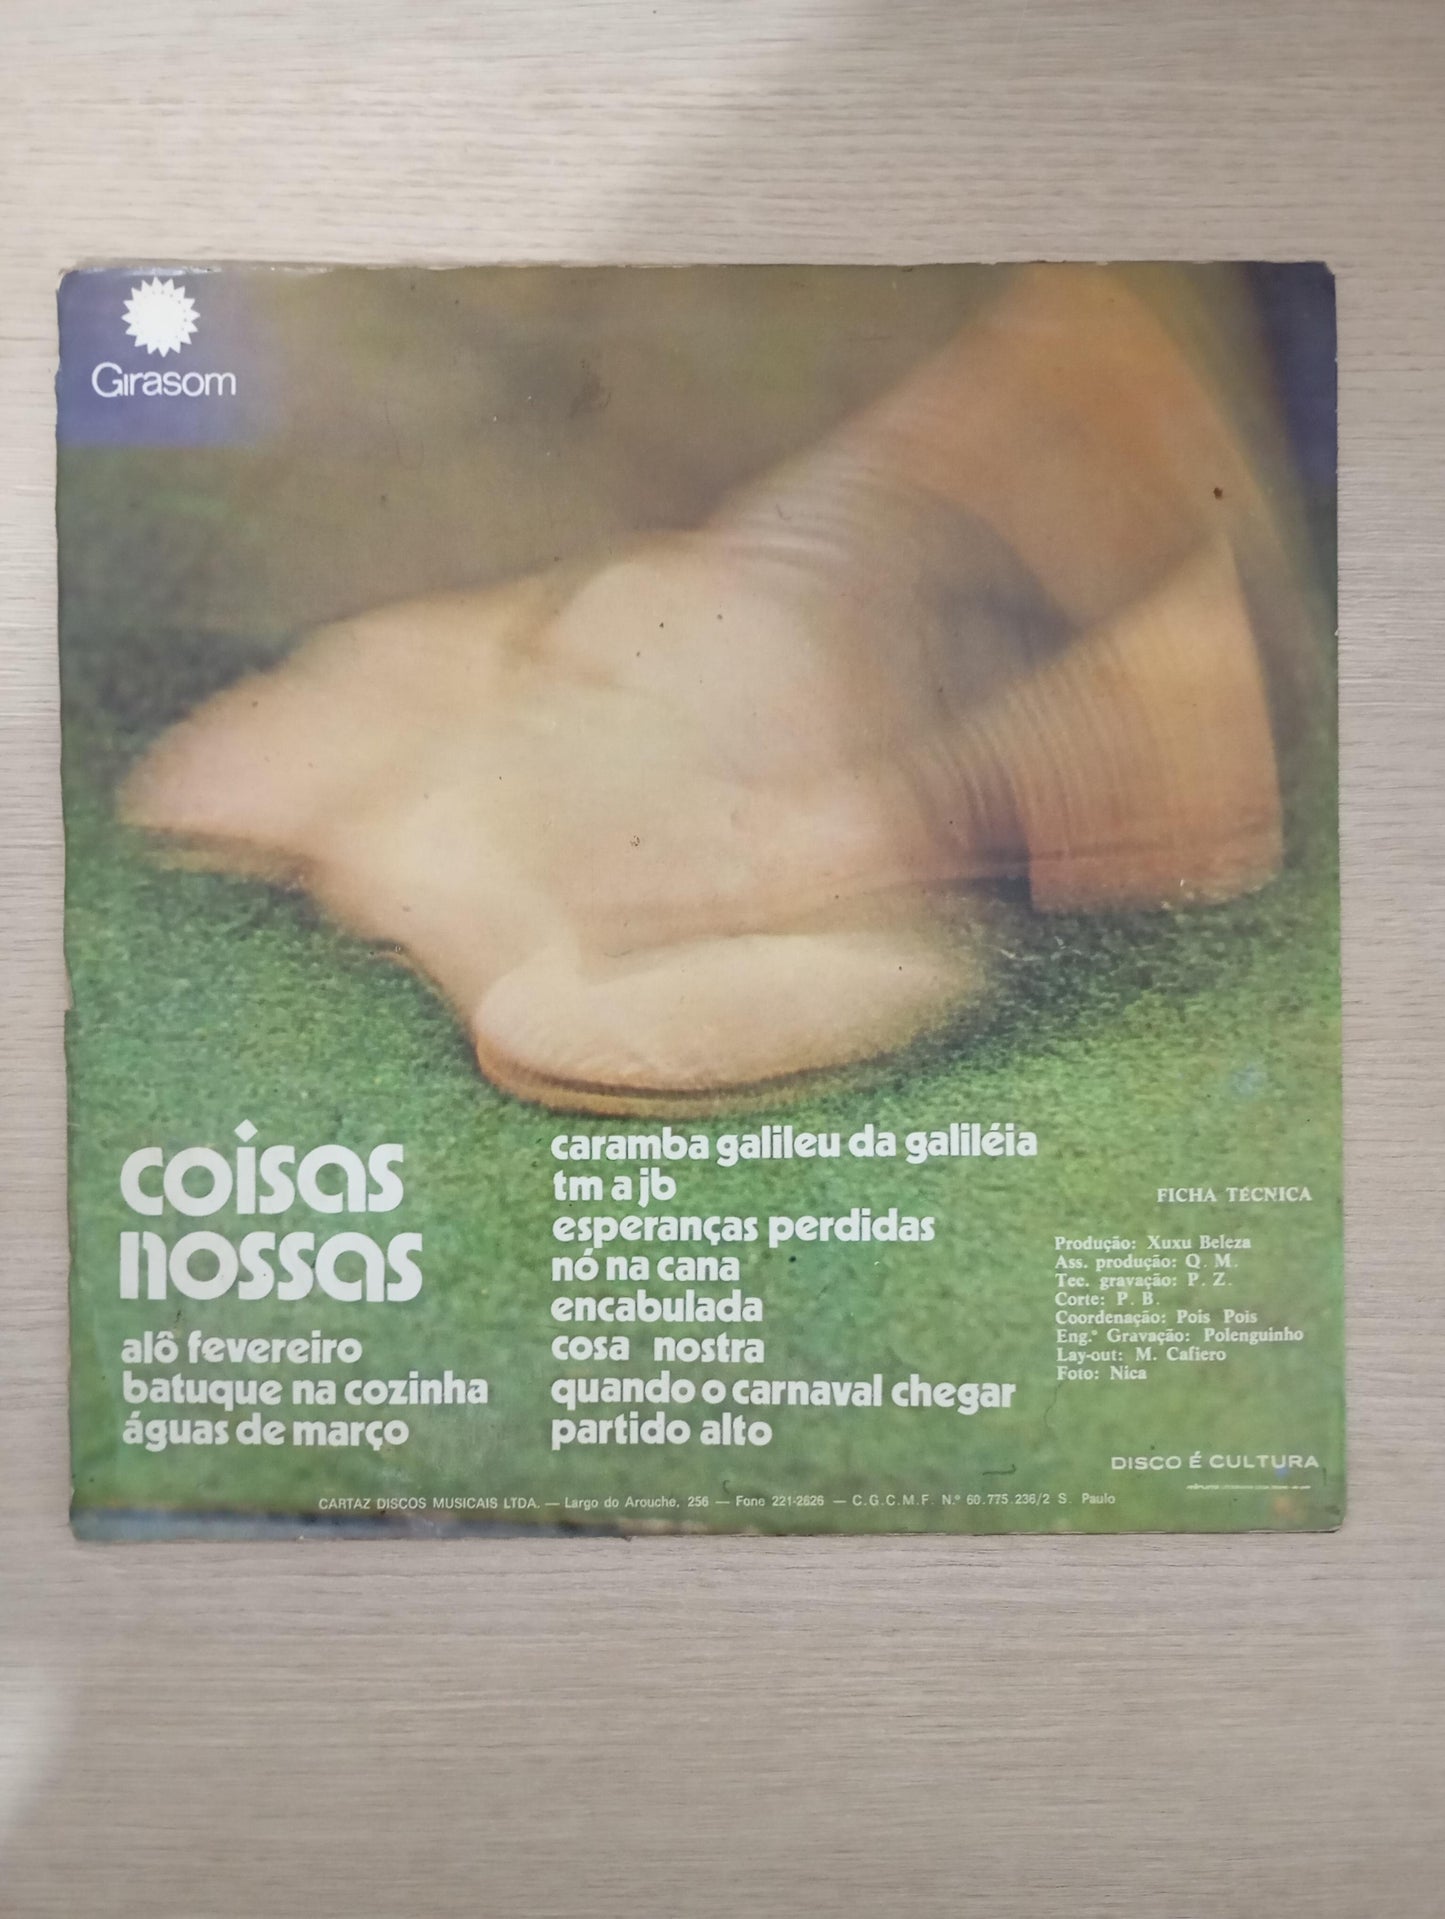 Girasom
coisas
nossas
alô fevereiro
batuque na cozinha
águas de março
caramba galileu da galiléia
tm a jb
esperanças perdidas
nó na cana
encabulada
cosa nostra
quando o carnaval chegar
partido alto
FICHA TÉCNICA
Produção: Xuxu Beleza
Ass. produção: Q. M.
Tec. gravação: P. Z.
Corte: P. B.
Coordenação: Pois Pois
Eng.º Gravação: Polenguinho
Lay-out: M. Cafiero
Foto: Nica
DISCO É CULTURA
CARTAZ DISCOS MUSICAIS LTDA. — Largo do Arouche, 256 — Fone 221-2626 — C.G.C.M.F. N.º 60.775.236/2 S. Paulo